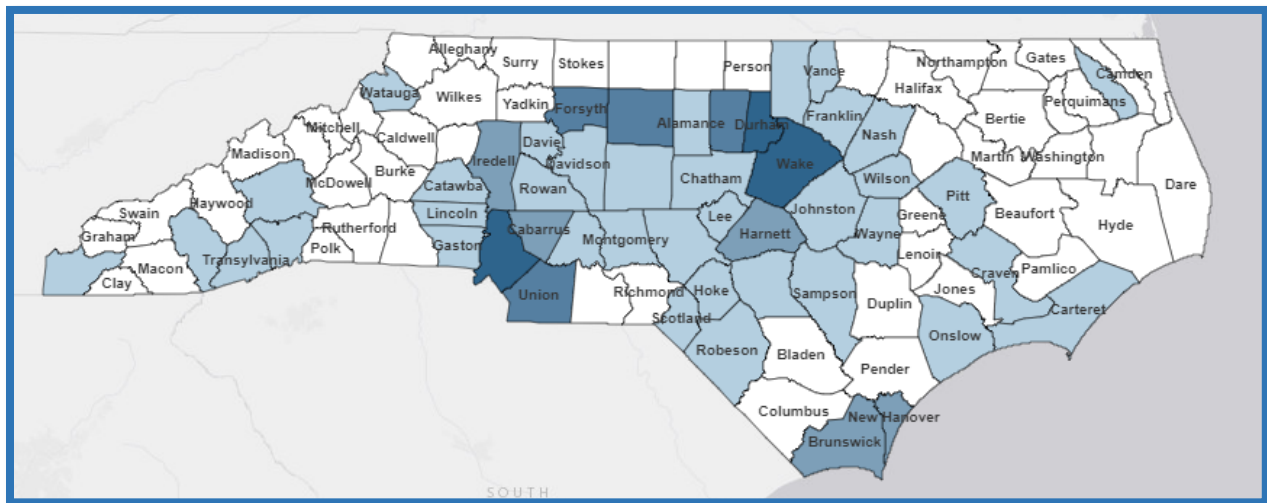 Alleghany
Surry
Stokes
Person
Vance
Northampton
Gates
Camden
Watauga
Wilkes
Yadkin
Forsyth
Alamance
Durham
Franklin
Halifax
Perquimans
Bertie
Mitchell
Caldwell
Iredell
Davie
Davidson
Nash
Madison
McDowell
Burke
Catawba
Rowan
Chatham
Wake
Wilson
Martin
Washington
Dare
Swain
Haywood
Lincoln
Lee
Johnston
Pitt
Greene
Beaufort
Hyde
Graham
Rutherford
Polk
Gaston
Cabarrus
Montgomery
Harnett
Wayne
Lenoir
Macon
Transylvania
Clay
Union
Richmond
Hoke
Sampson
Duplin
Craven
Pamlico
Jones
Carteret
Scotland
Robeson
Bladen
Onslow
Pender
Columbus
New Hanover
Brunswick
SOUTH